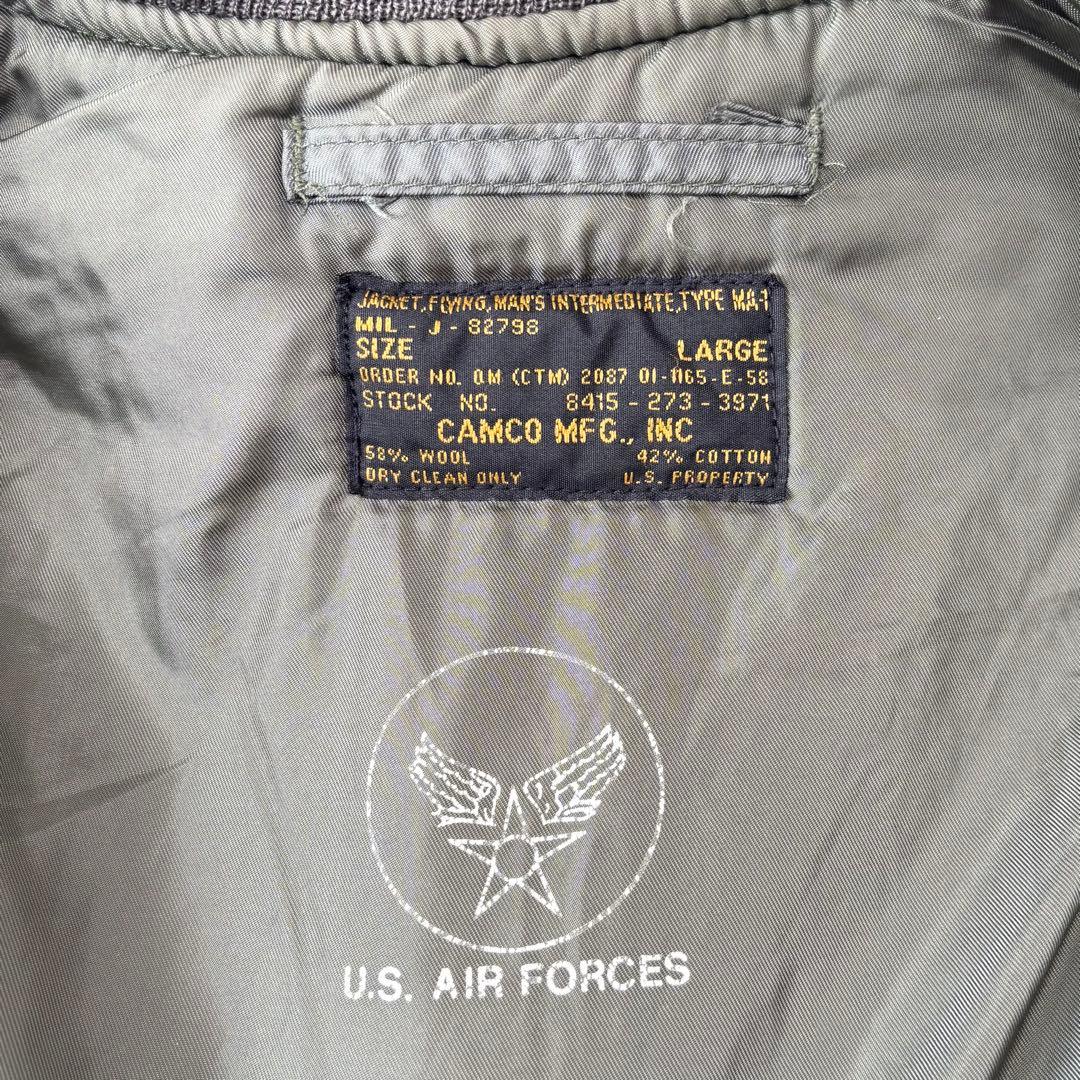 JACKET, FLYING, MAN'S INTERMEDIATE, TYPE MA-1
MIL - J - 82798
SIZE LARGE
ORDER NO. QM (CTM) 2087 01-1165-E-58
STOCK NO. 8415 - 273 - 3971
CAMCO MFG., INC
58% WOOL 42% COTTON
DRY CLEAN ONLY U.S. PROPERTY
U.S. AIR FORCES